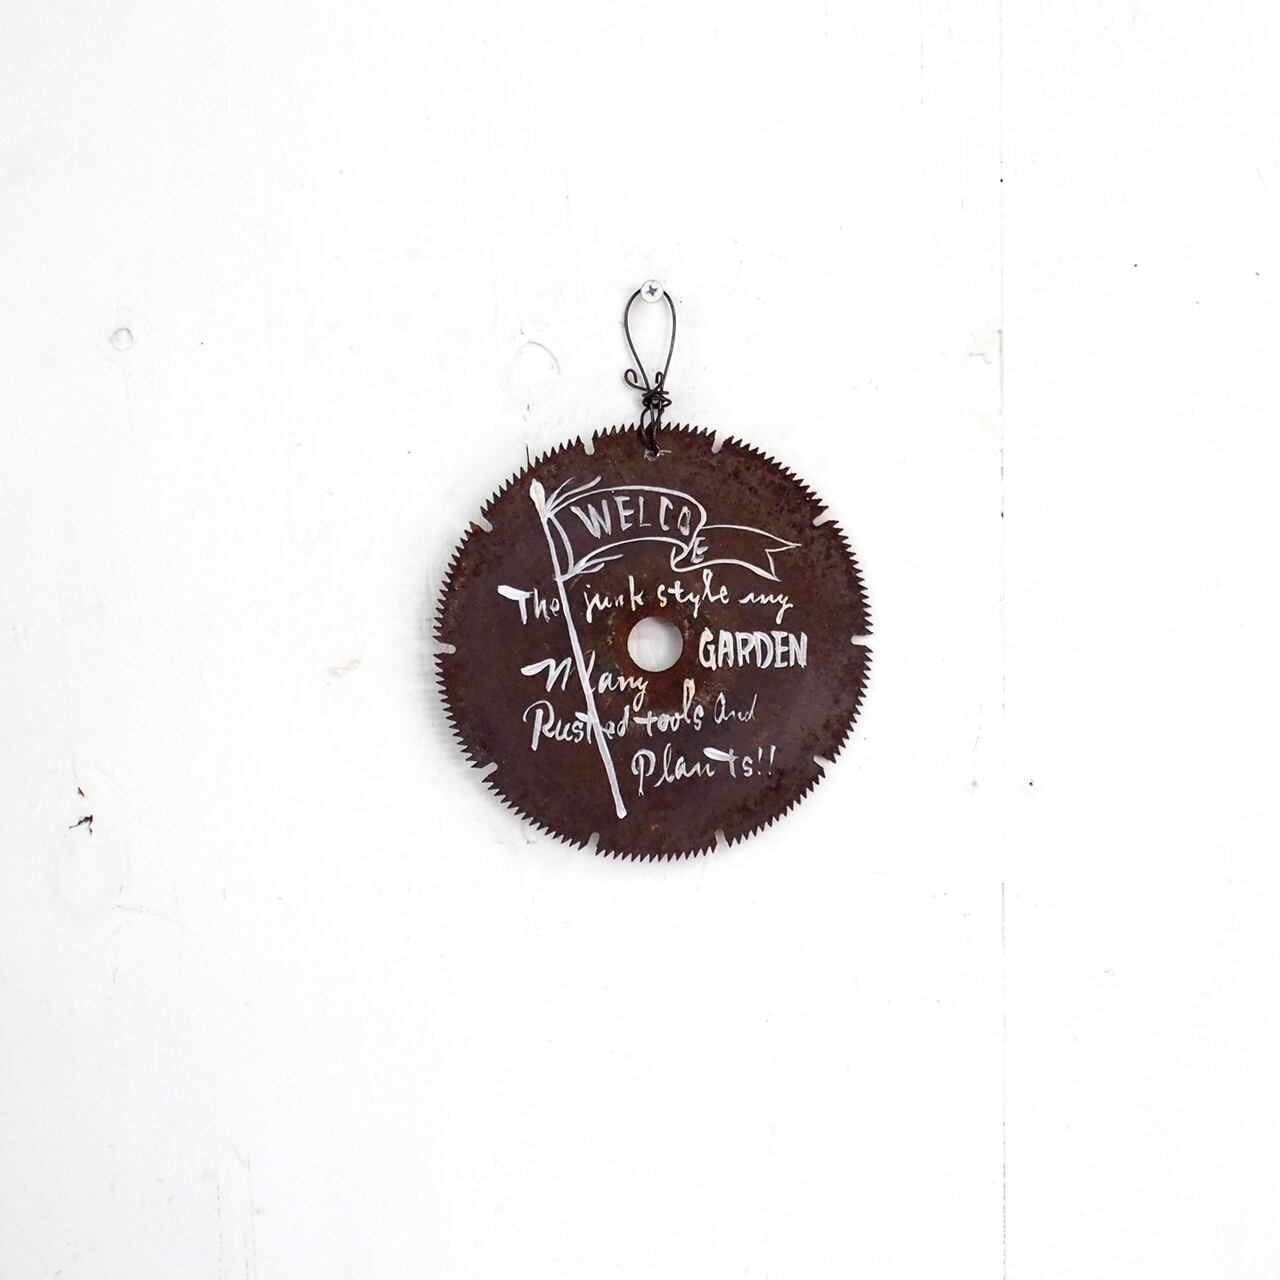 WELCOME
The junk style my
GARDEN
Many
Rusted tools And
Plants!!